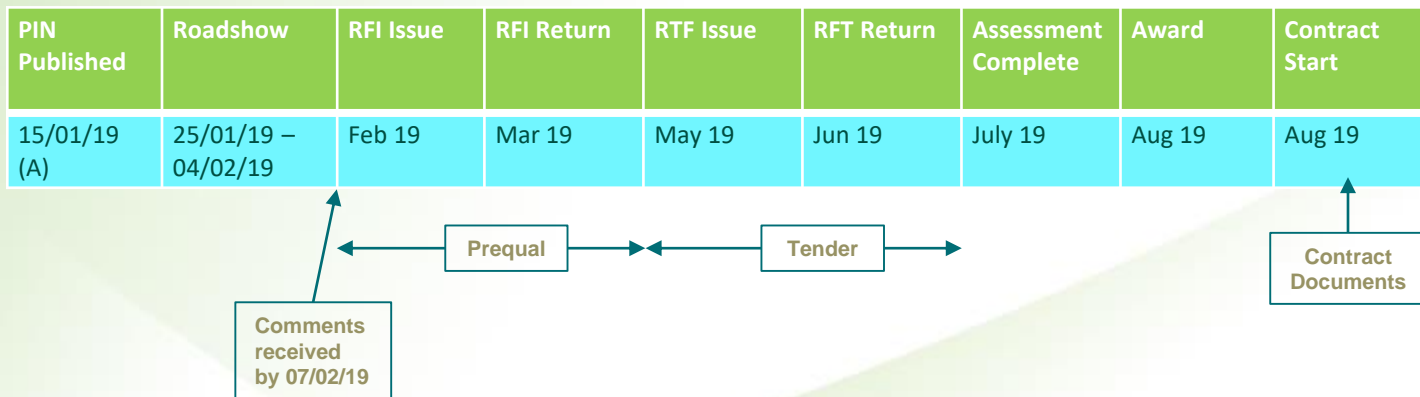 PIN
Published
Roadshow
RFI Issue
RFI Return
RTF Issue
RFT Return
Assessment
Complete
Award
Contract
Start
15/01/19
(A)
25/01/19 –
04/02/19
Feb 19
Mar 19
May 19
Jun 19
July 19
Aug 19
Aug 19
Prequal
Tender
Contract
Documents
Comments
received
by 07/02/19